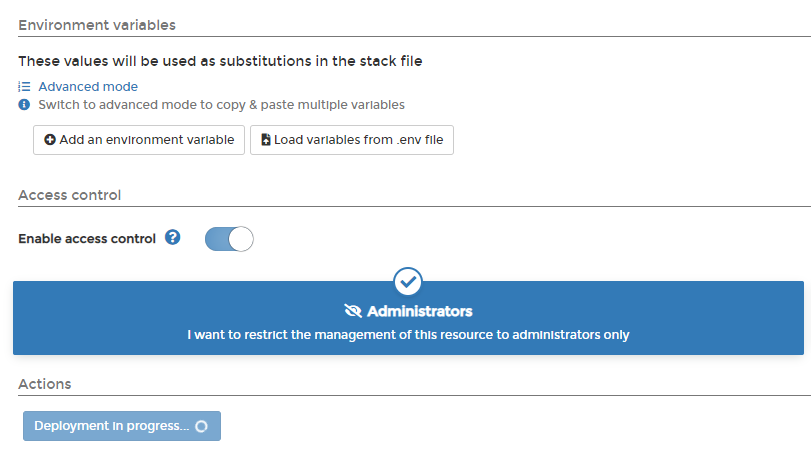 Environment variables
These values will be used as substitutions in the stack file
Advanced mode
Switch to advanced mode to copy & paste multiple variables
Add an environment variable
Load variables from .env file
Access control
Enable access control
Administrators
I want to restrict the management of this resource to administrators only
Actions
Deployment in progress...